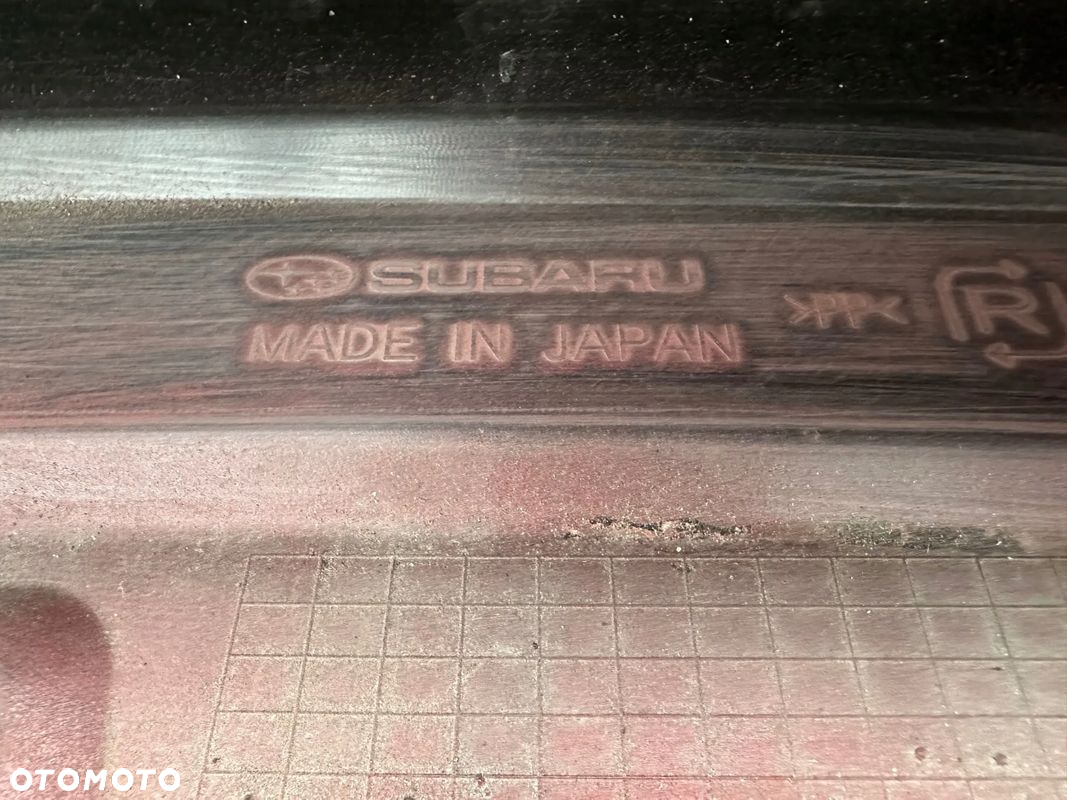 SUBARU
MADE IN JAPAN
>PP<
R
OTOMOTO